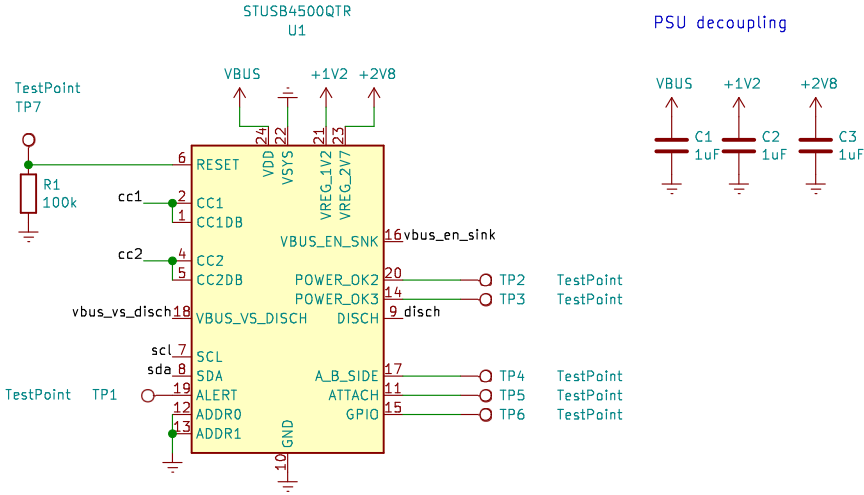 STUSB4500QTR
U1
PSU decoupling
VBUS
+1V2
+2V8
TestPoint
TP7
VBUS
+1V2
+2V8
24
22
21
23
VDD
VSYS
VREG_1V2
VREG_2V7
C1
1uF
C2
1uF
C3
1uF
6
RESET
R1
100k
cc1
2
CC1
1
CC1DB
VBUS_EN_SNK
16
vbus_en_sink
cc2
4
CC2
5
CC2DB
POWER_OK2
20
TP2
TestPoint
POWER_OK3
14
TP3
TestPoint
vbus_vs_disch
18
VBUS_VS_DISCH
DISCH
9
disch
scl
7
SCL
sda
8
SDA
A_B_SIDE
17
TP4
TestPoint
TestPoint
TP1
19
ALERT
ATTACH
11
TP5
TestPoint
12
ADDR0
GPIO
15
TP6
TestPoint
13
ADDR1
GND
10